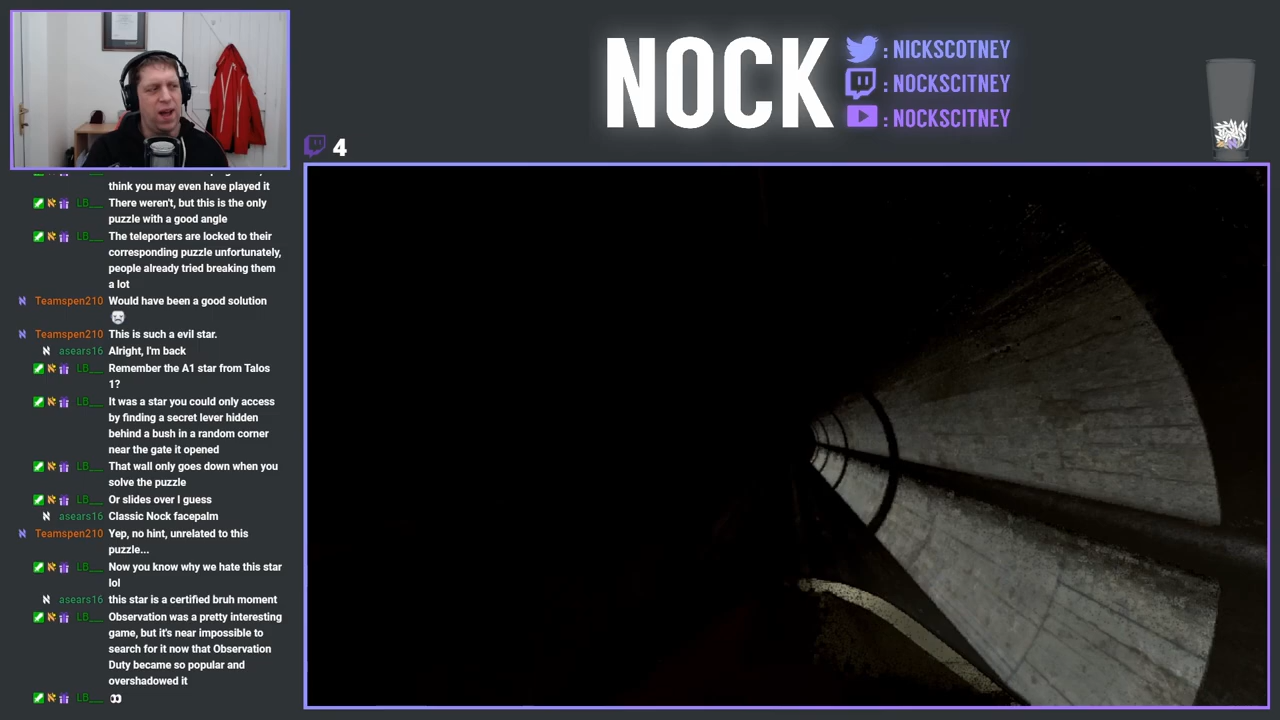 NOCK
: NICKSCOTNEY
: NOCKSCITNEY
: NOCKSCITNEY
4
think you may even have played it
LB__ There weren't, but this is the only
puzzle with a good angle
LB__ The teleporters are locked to their
corresponding puzzle unfortunately,
people already tried breaking them
a lot
Teamspen210 Would have been a good solution
Teamspen210 This is such a evil star.
asears16 Alright, I'm back
LB__ Remember the A1 star from Talos
1?
LB__ It was a star you could only access
by finding a secret lever hidden
behind a bush in a random corner
near the gate it opened
LB__ That wall only goes down when you
solve the puzzle
LB__ Or slides over I guess
asears16 Classic Nock facepalm
Teamspen210 Yep, no hint, unrelated to this
puzzle...
LB__ Now you know why we hate this star
lol
asears16 this star is a certified bruh moment
LB__ Observation was a pretty interesting
game, but it's near impossible to
search for it now that Observation
Duty became so popular and
overshadowed it
LB__